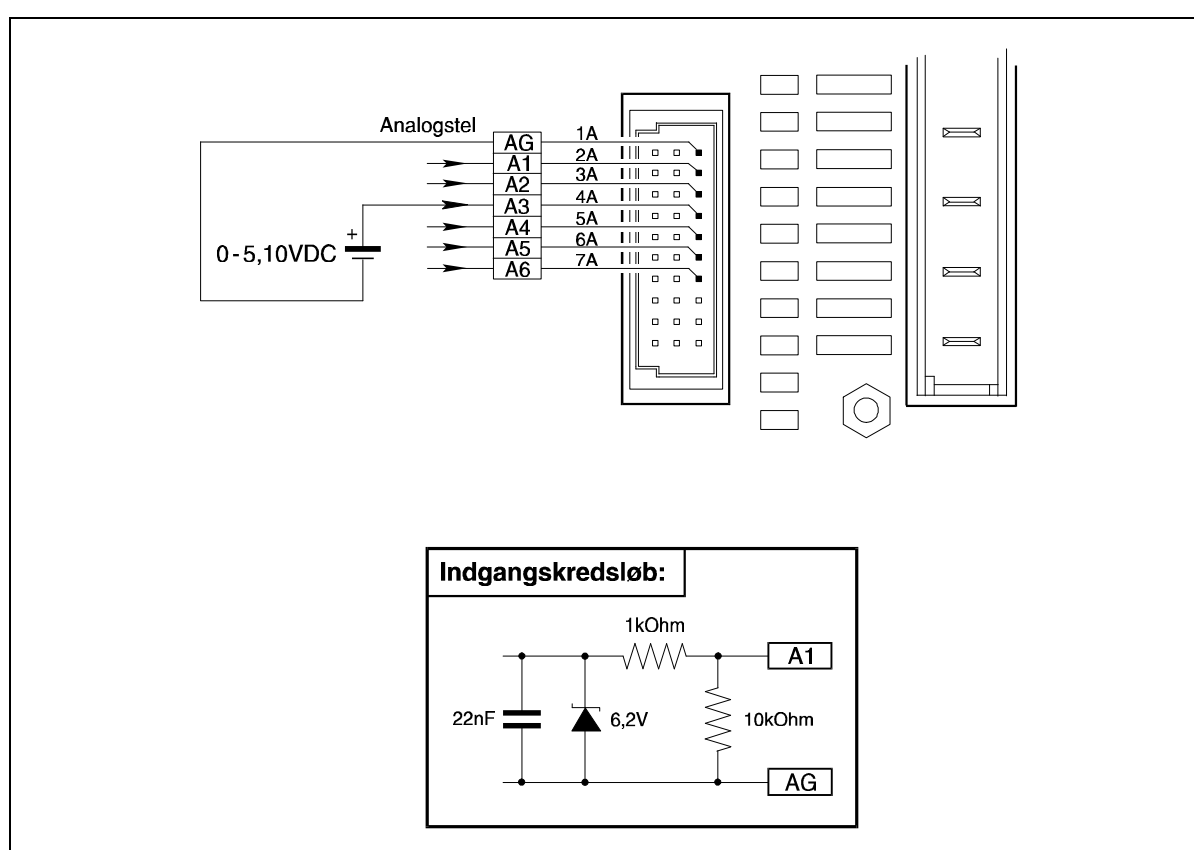 Analogstel
AG 1A
A1 2A
A2 3A
A3 4A
A4 5A
A5 6A
A6 7A
+
0-5,10VDC
Indgangskredsløb:
1kOhm
A1
22nF
6,2V
10kOhm
AG